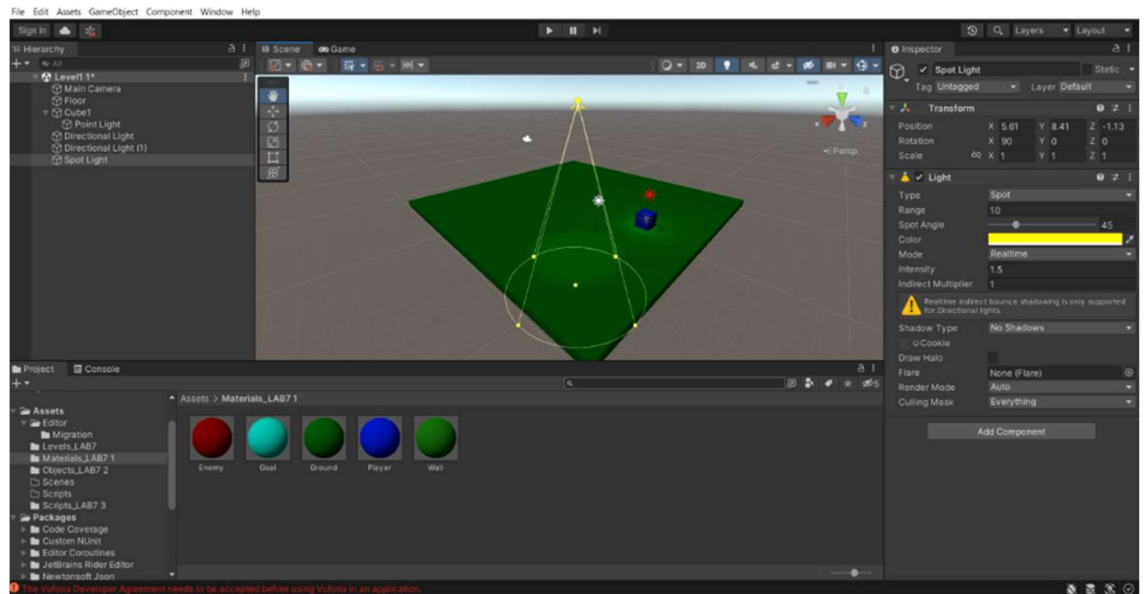 File Edit Assets GameObject Component Window Help
Sign in
Layers Layout
Hierarchy
All
Level1 1*
Main Camera
Floor
Cube1
Point Light
Directional Light
Directional Light (1)
Spot Light
Scene Game
2D
x z
Persp
Inspector
Spot Light Static
Tag Untagged Layer Default
Transform
Position X 5.61 Y 8.41 Z -1.13
Rotation X 90 Y 0 Z 0
Scale X 1 Y 1 Z 1
Light
Type Spot
Range 10
Spot Angle 45
Color
Mode Realtime
Intensity 1.5
Indirect Multiplier 1
Realtime indirect bounce shadowing is only supported
for Directional lights.
Shadow Type No Shadows
Cookie
Draw Halo
Flare None (Flare)
Render Mode Auto
Culling Mask Everything
Add Component
Project Console
5
Assets
Editor
Migration
Levels_LAB7
Materials_LAB7 1
Objects_LAB7 2
Scenes
Scripts
Scripts_LAB7 3
Packages
Code Coverage
Custom NUnit
Editor Coroutines
JetBrains Rider Editor
Newtonsoft Json
Assets > Materials_LAB7 1
Enemy Goal Ground Player Wall
The Vuforia Developer Agreement needs to be accepted before using Vuforia in an application.